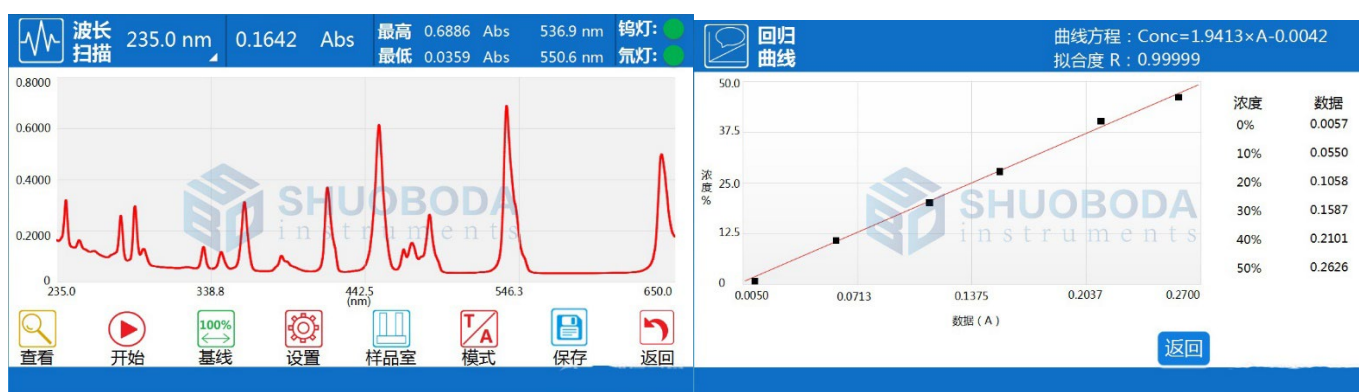 波长
扫描
235.0 nm
0.1642 Abs
最高 0.6886 Abs 536.9 nm
最低 0.0359 Abs 550.6 nm
钨灯:
氘灯:
0.8000
0.6000
0.4000
0.2000
0
235.0 338.8 442.5 546.3 650.0
(nm)
SHUOBODA
instruments
100%
T/A
查看 开始 基线 设置 样品室 模式 保存 返回
回归
曲线
曲线方程：Conc=1.9413×A-0.0042
拟合度 R：0.99999
50.0
37.5
25.0
12.5
0
浓度%
0.0050 0.0713 0.1375 0.2037 0.2700
数据（A）
SHUOBODA
instruments
浓度 数据
0% 0.0057
10% 0.0550
20% 0.1058
30% 0.1587
40% 0.2101
50% 0.2626
返回